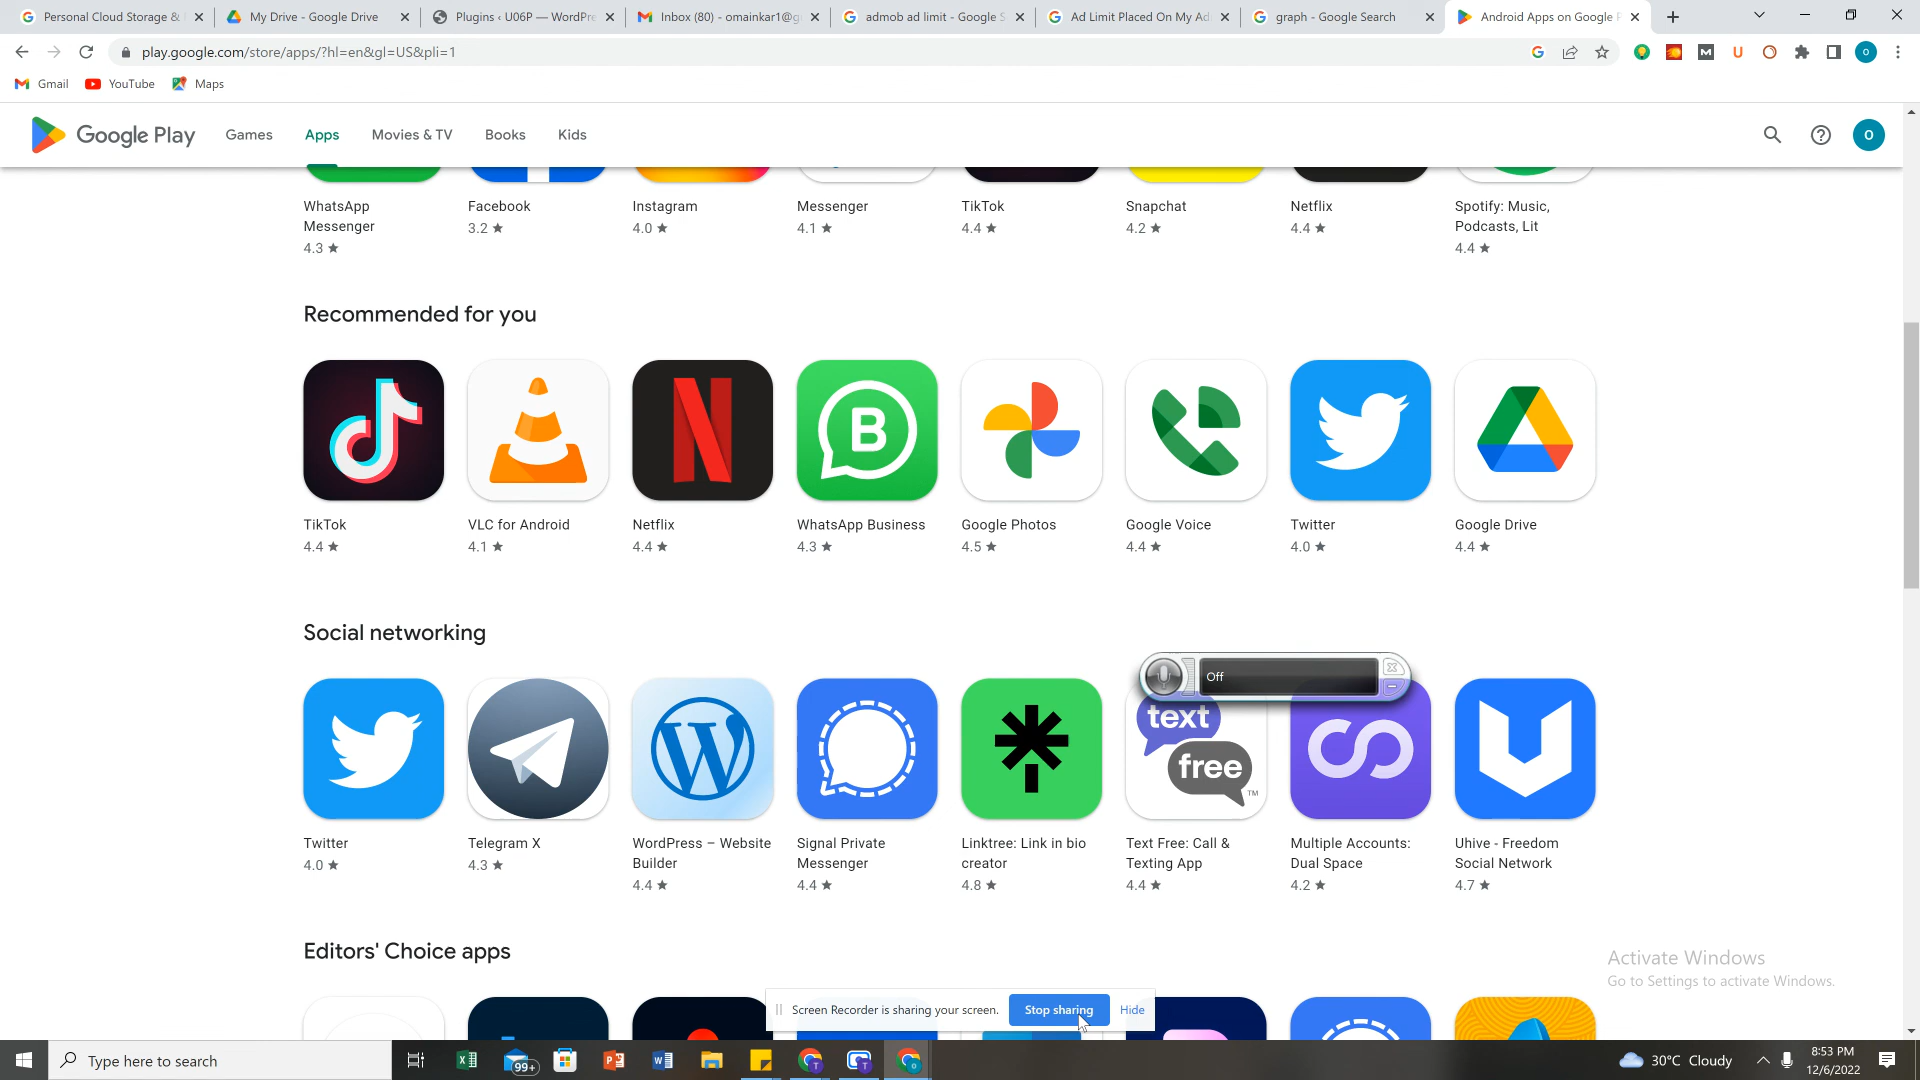 Personal Cloud Storage &
My Drive - Google Drive
Plugins ‹ U06P — WordPre
Inbox (80) - omainkar1@g
admob ad limit - Google S
Ad Limit Placed On My Ad
graph - Google Search
Android Apps on Google P
play.google.com/store/apps/?hl=en&gl=US&pli=1
Gmail
YouTube
Maps
Google Play
Games
Apps
Movies & TV
Books
Kids
O
WhatsApp Messenger
4.3 ★
Facebook
3.2 ★
Instagram
4.0 ★
Messenger
4.1 ★
TikTok
4.4 ★
Snapchat
4.2 ★
Netflix
4.4 ★
Spotify: Music,
Podcasts, Lit
4.4 ★
Recommended for you
TikTok
4.4 ★
VLC for Android
4.1 ★
Netflix
4.4 ★
WhatsApp Business
4.3 ★
Google Photos
4.5 ★
Google Voice
4.4 ★
Twitter
4.0 ★
Google Drive
4.4 ★
Social networking
Off
text
free
TM
Twitter
4.0 ★
Telegram X
4.3 ★
WordPress – Website
Builder
4.4 ★
Signal Private
Messenger
4.4 ★
Linktree: Link in bio
creator
4.8 ★
Text Free: Call &
Texting App
4.4 ★
Multiple Accounts:
Dual Space
4.2 ★
Uhive - Freedom
Social Network
4.7 ★
Editors' Choice apps
Activate Windows
Go to Settings to activate Windows.
Screen Recorder is sharing your screen.
Stop sharing
Hide
Type here to search
99+
30°C Cloudy
8:53 PM
12/6/2022